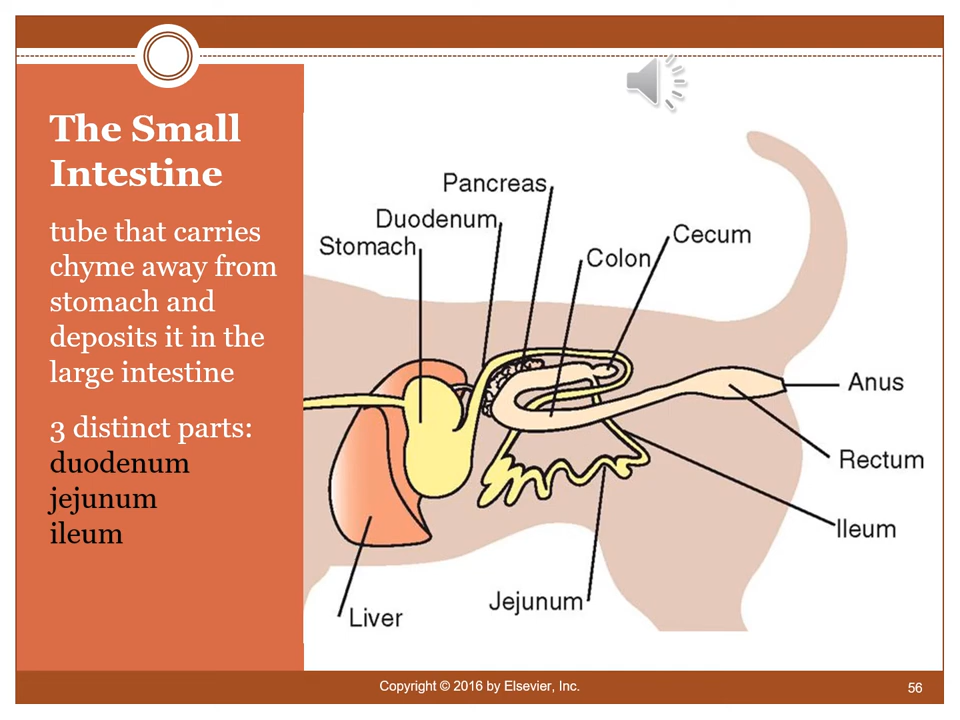 The Small
Intestine
tube that carries
chyme away from
stomach and
deposits it in the
large intestine
3 distinct parts:
duodenum
jejunum
ileum
Pancreas
Duodenum
Stomach
Cecum
Colon
Anus
Rectum
Ileum
Jejunum
Liver
Copyright © 2016 by Elsevier, Inc.
56